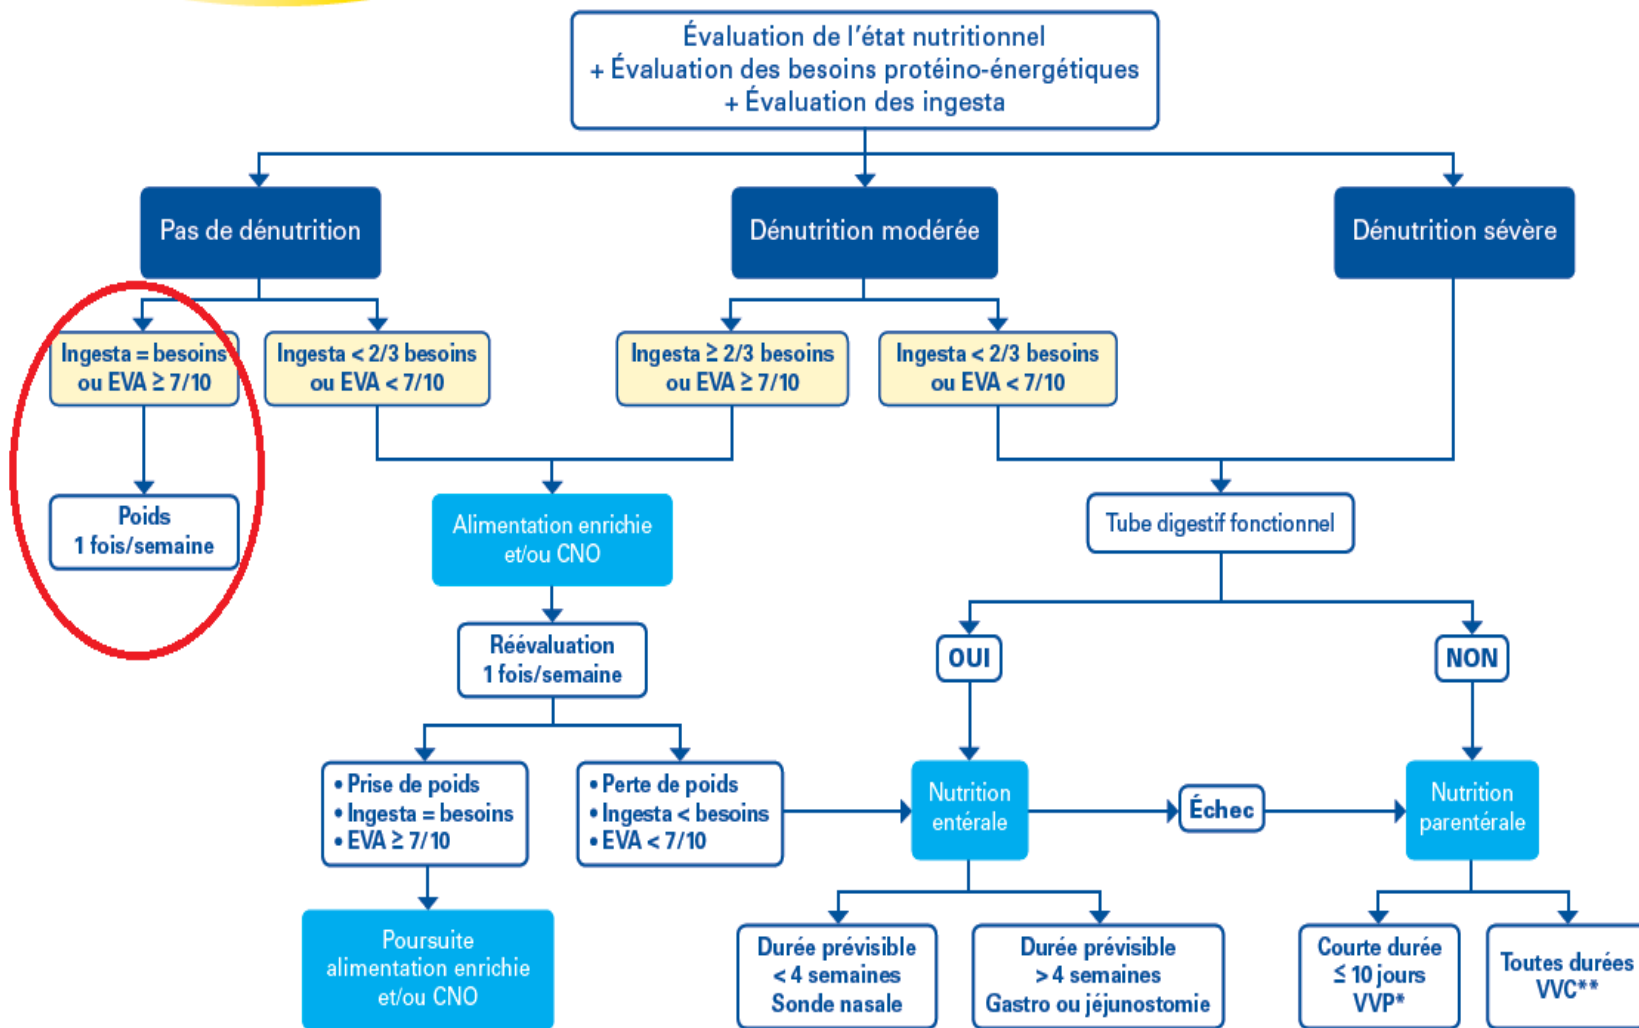 Évaluation de l'état nutritionnel
+ Évaluation des besoins protéino-énergétiques
+ Évaluation des ingesta
Pas de dénutrition
Dénutrition modérée
Dénutrition sévère
Ingesta = besoins
ou EVA ≥ 7/10
Ingesta < 2/3 besoins
ou EVA < 7/10
Ingesta ≥ 2/3 besoins
ou EVA ≥ 7/10
Ingesta < 2/3 besoins
ou EVA < 7/10
Poids
1 fois/semaine
Alimentation enrichie
et/ou CNO
Tube digestif fonctionnel
Réévaluation
1 fois/semaine
OUI
NON
• Prise de poids
• Ingesta = besoins
• EVA ≥ 7/10
• Perte de poids
• Ingesta < besoins
• EVA < 7/10
Nutrition
entérale
Échec
Nutrition
parentérale
Poursuite
alimentation enrichie
et/ou CNO
Durée prévisible
< 4 semaines
Sonde nasale
Durée prévisible
> 4 semaines
Gastro ou jéjunostomie
Courte durée
≤ 10 jours
VVP*
Toutes durées
VVC**